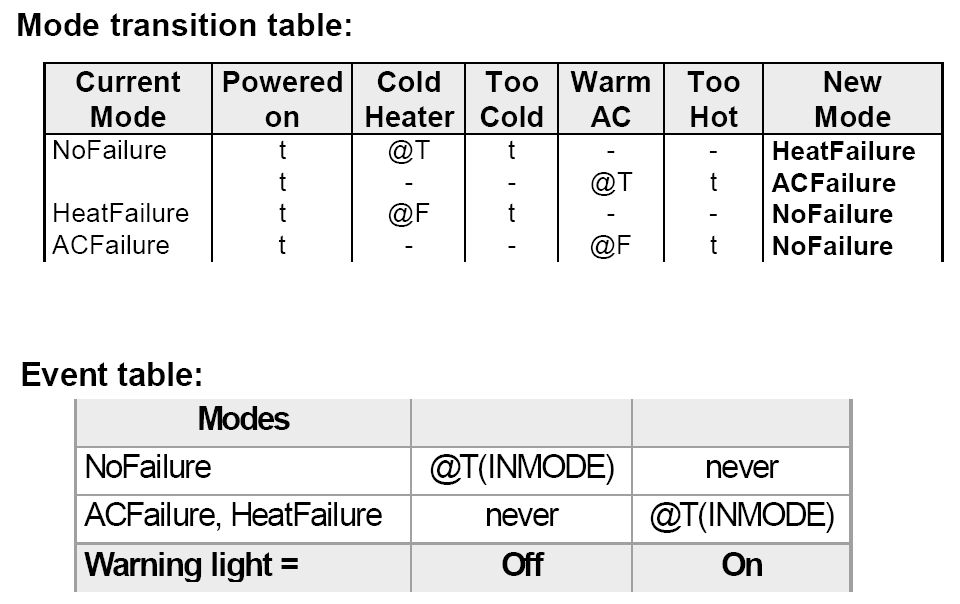 Mode transition table:
Current Mode Powered on Cold Heater Too Cold Warm AC Too Hot New Mode
NoFailure t @T t - - HeatFailure
t - - @T t ACFailure
HeatFailure t @F t - - NoFailure
ACFailure t - - @F t NoFailure
Event table:
Modes
NoFailure @T(INMODE) never
ACFailure, HeatFailure never @T(INMODE)
Warning light = Off On